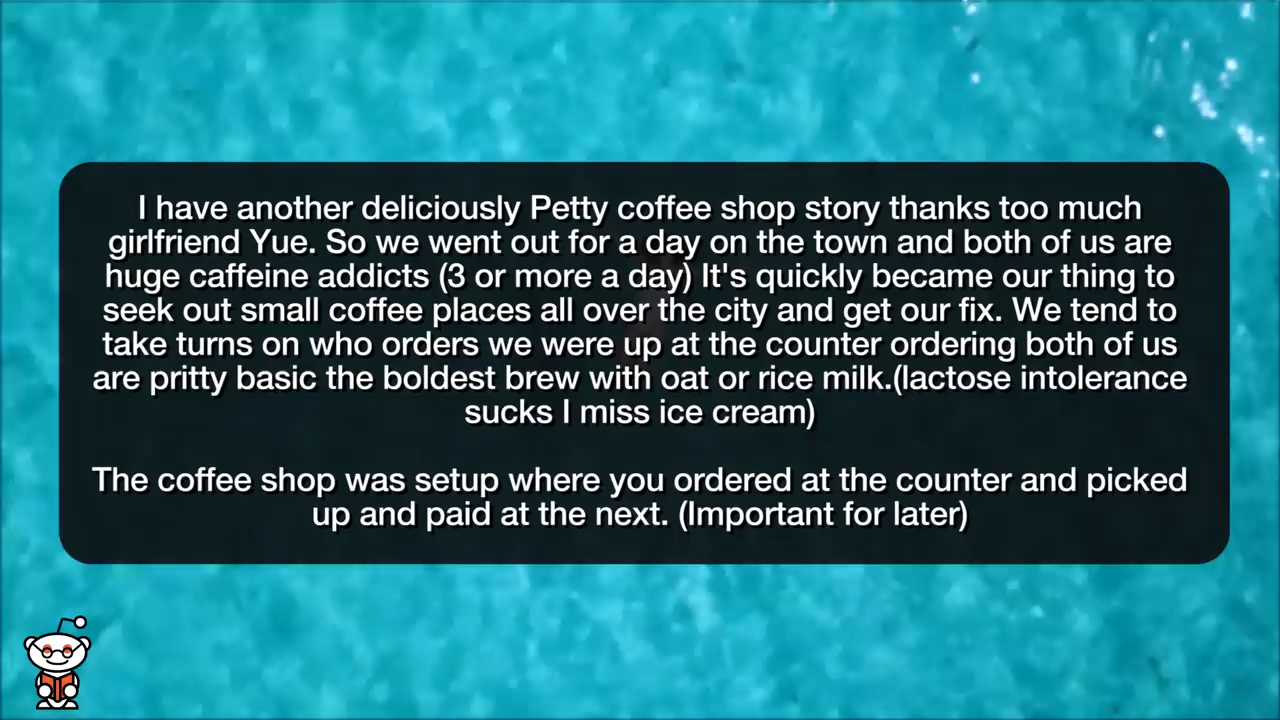 I have another deliciously Petty coffee shop story thanks too much
girlfriend Yue. So we went out for a day on the town and both of us are
huge caffeine addicts (3 or more a day) It's quickly became our thing to
seek out small coffee places all over the city and get our fix. We tend to
take turns on who orders we were up at the counter ordering both of us
are pritty basic the boldest brew with oat or rice milk.(lactose intolerance
sucks I miss ice cream)
The coffee shop was setup where you ordered at the counter and picked
up and paid at the next. (Important for later)